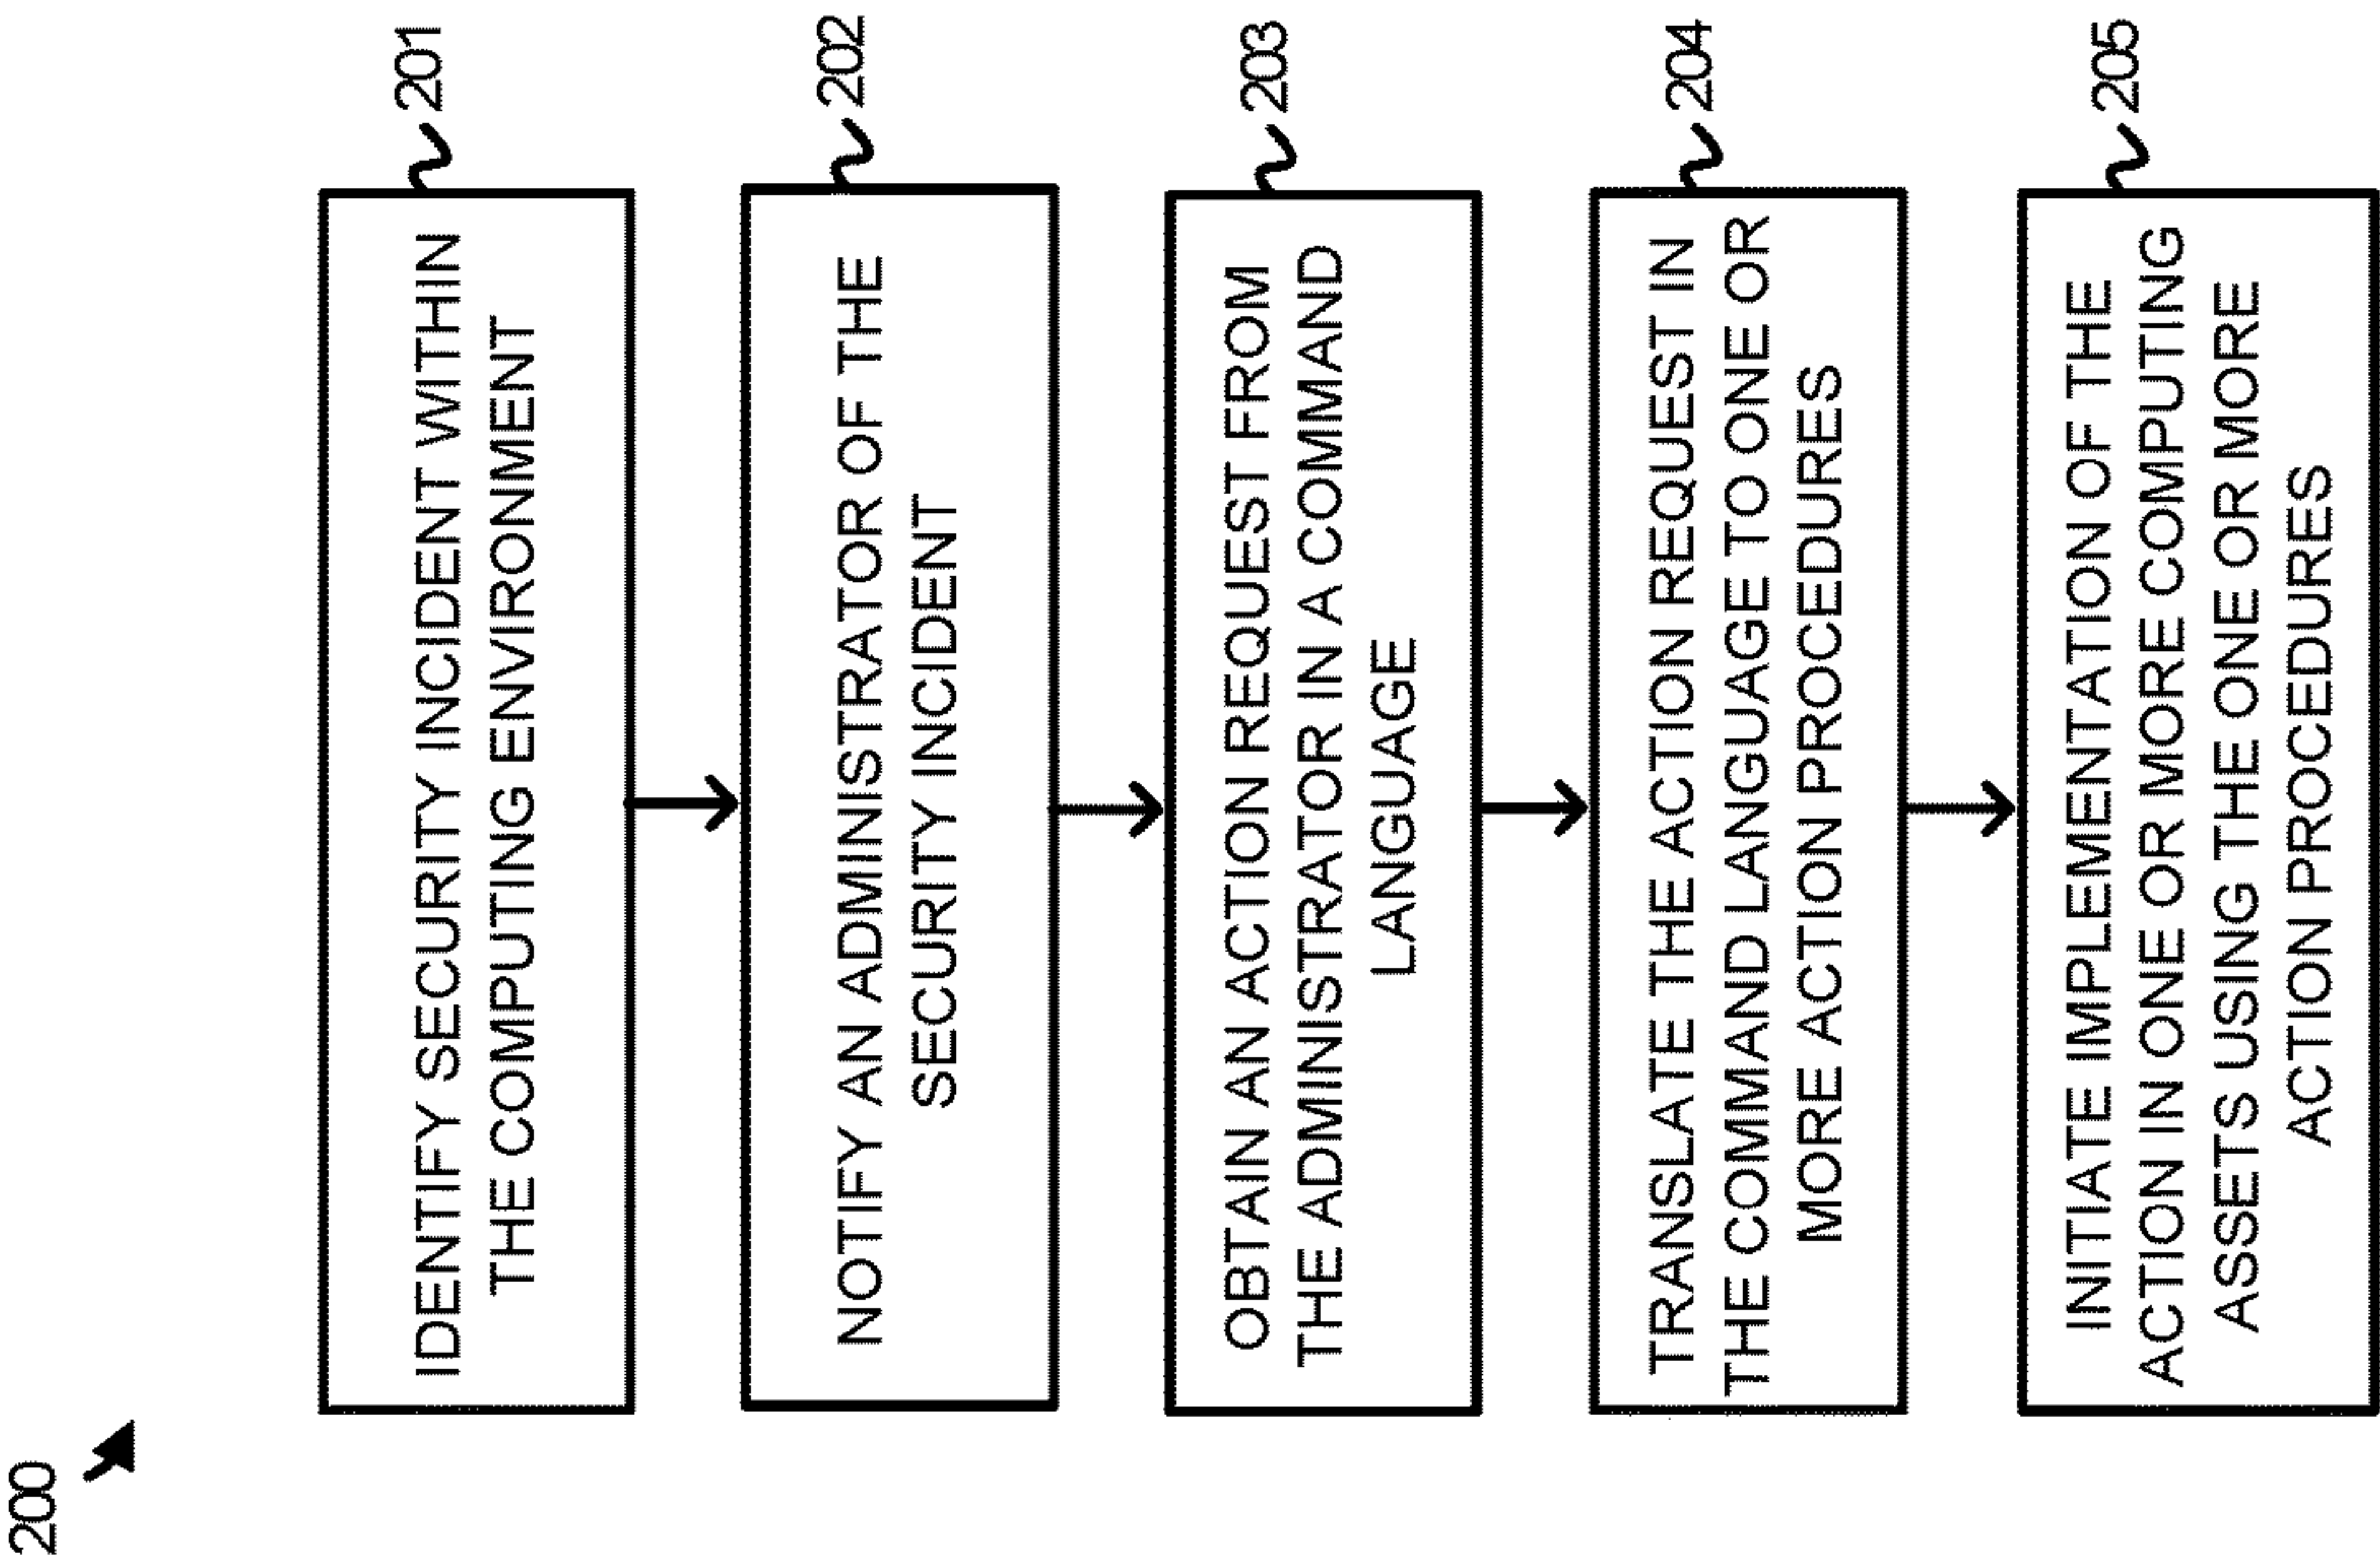 200
201
IDENTIFY SECURITY INCIDENT WITHIN
THE COMPUTING ENVIRONMENT
202
NOTIFY AN ADMINISTRATOR OF THE
SECURITY INCIDENT
203
OBTAIN AN ACTION REQUEST FROM
THE ADMINISTRATOR IN A COMMAND
LANGUAGE
204
TRANSLATE THE ACTION REQUEST IN
THE COMMAND LANGUAGE TO ONE OR
MORE ACTION PROCEDURES
205
INITIATE IMPLEMENTATION OF THE
ACTION IN ONE OR MORE COMPUTING
ASSETS USING THE ONE OR MORE
ACTION PROCEDURES